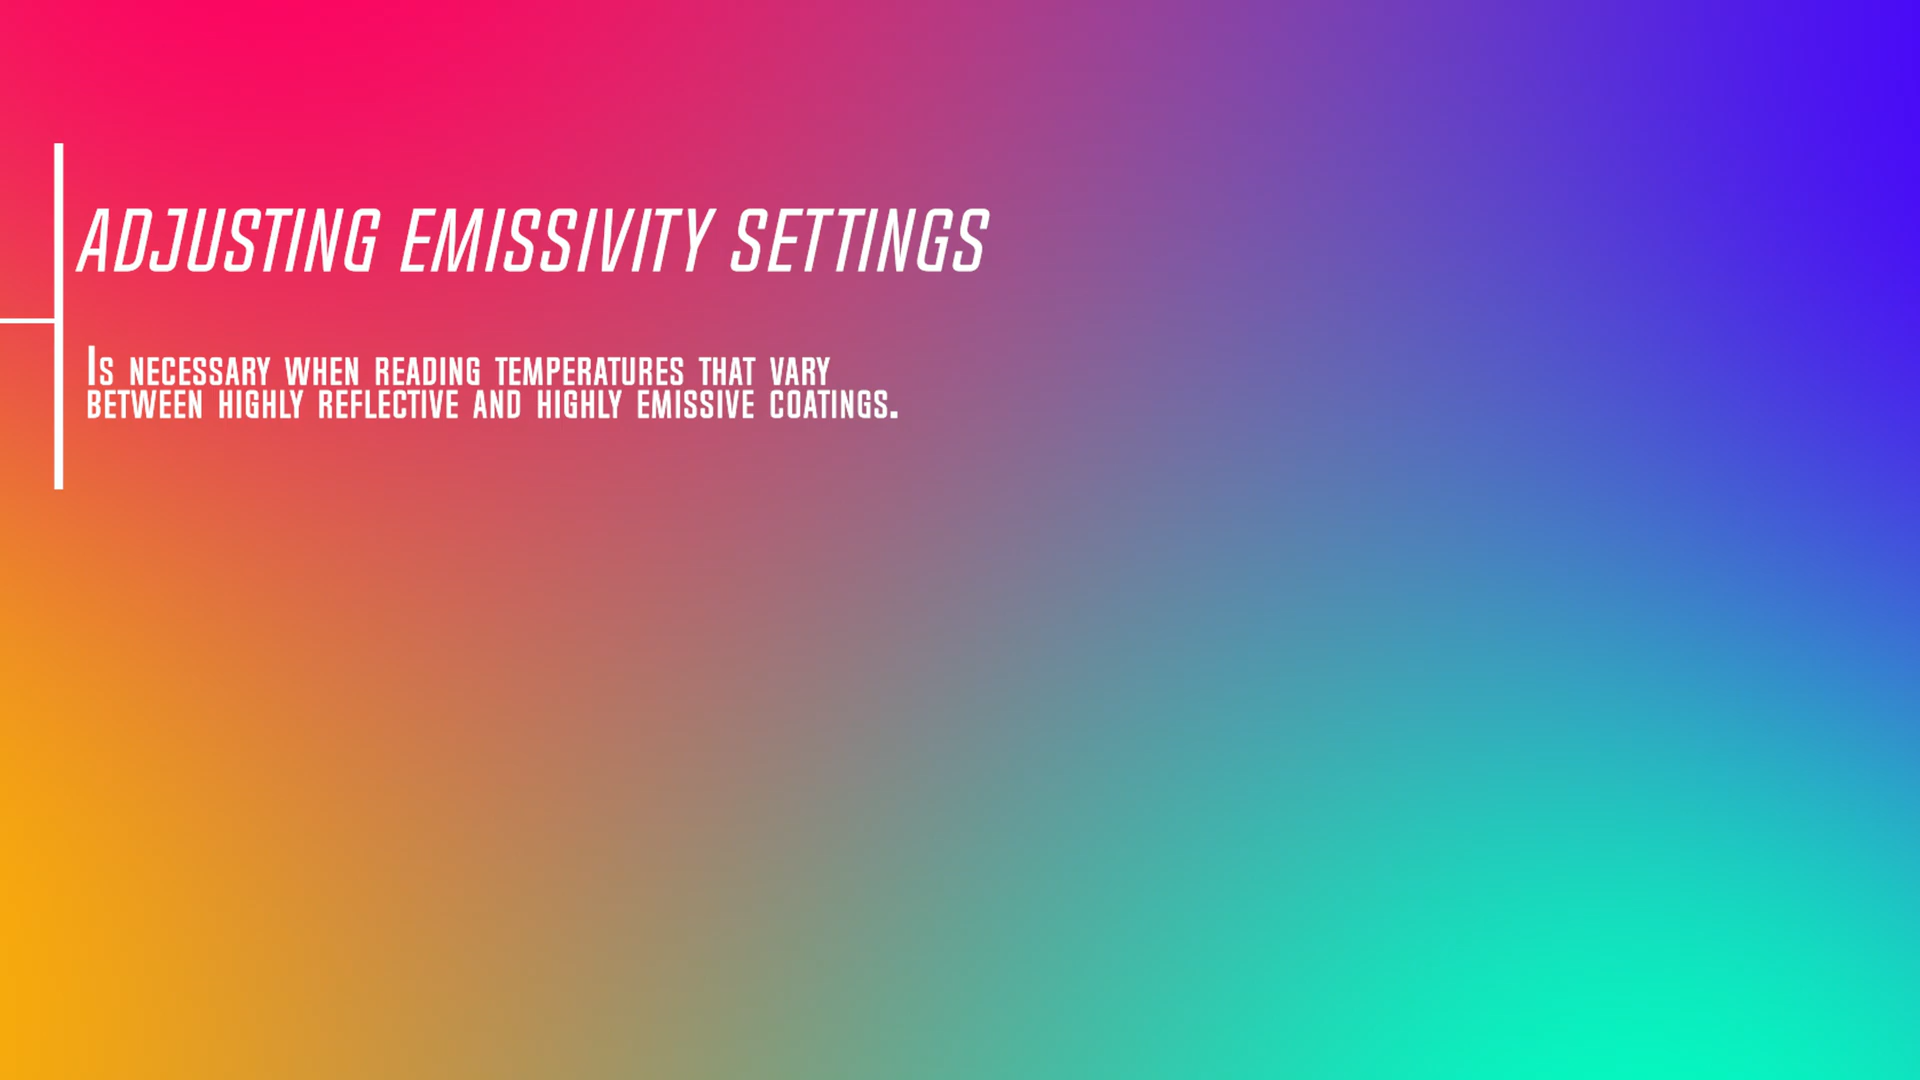 ADJUSTING EMISSIVITY SETTINGS
Is necessary when reading temperatures that vary
between highly reflective and highly emissive coatings.